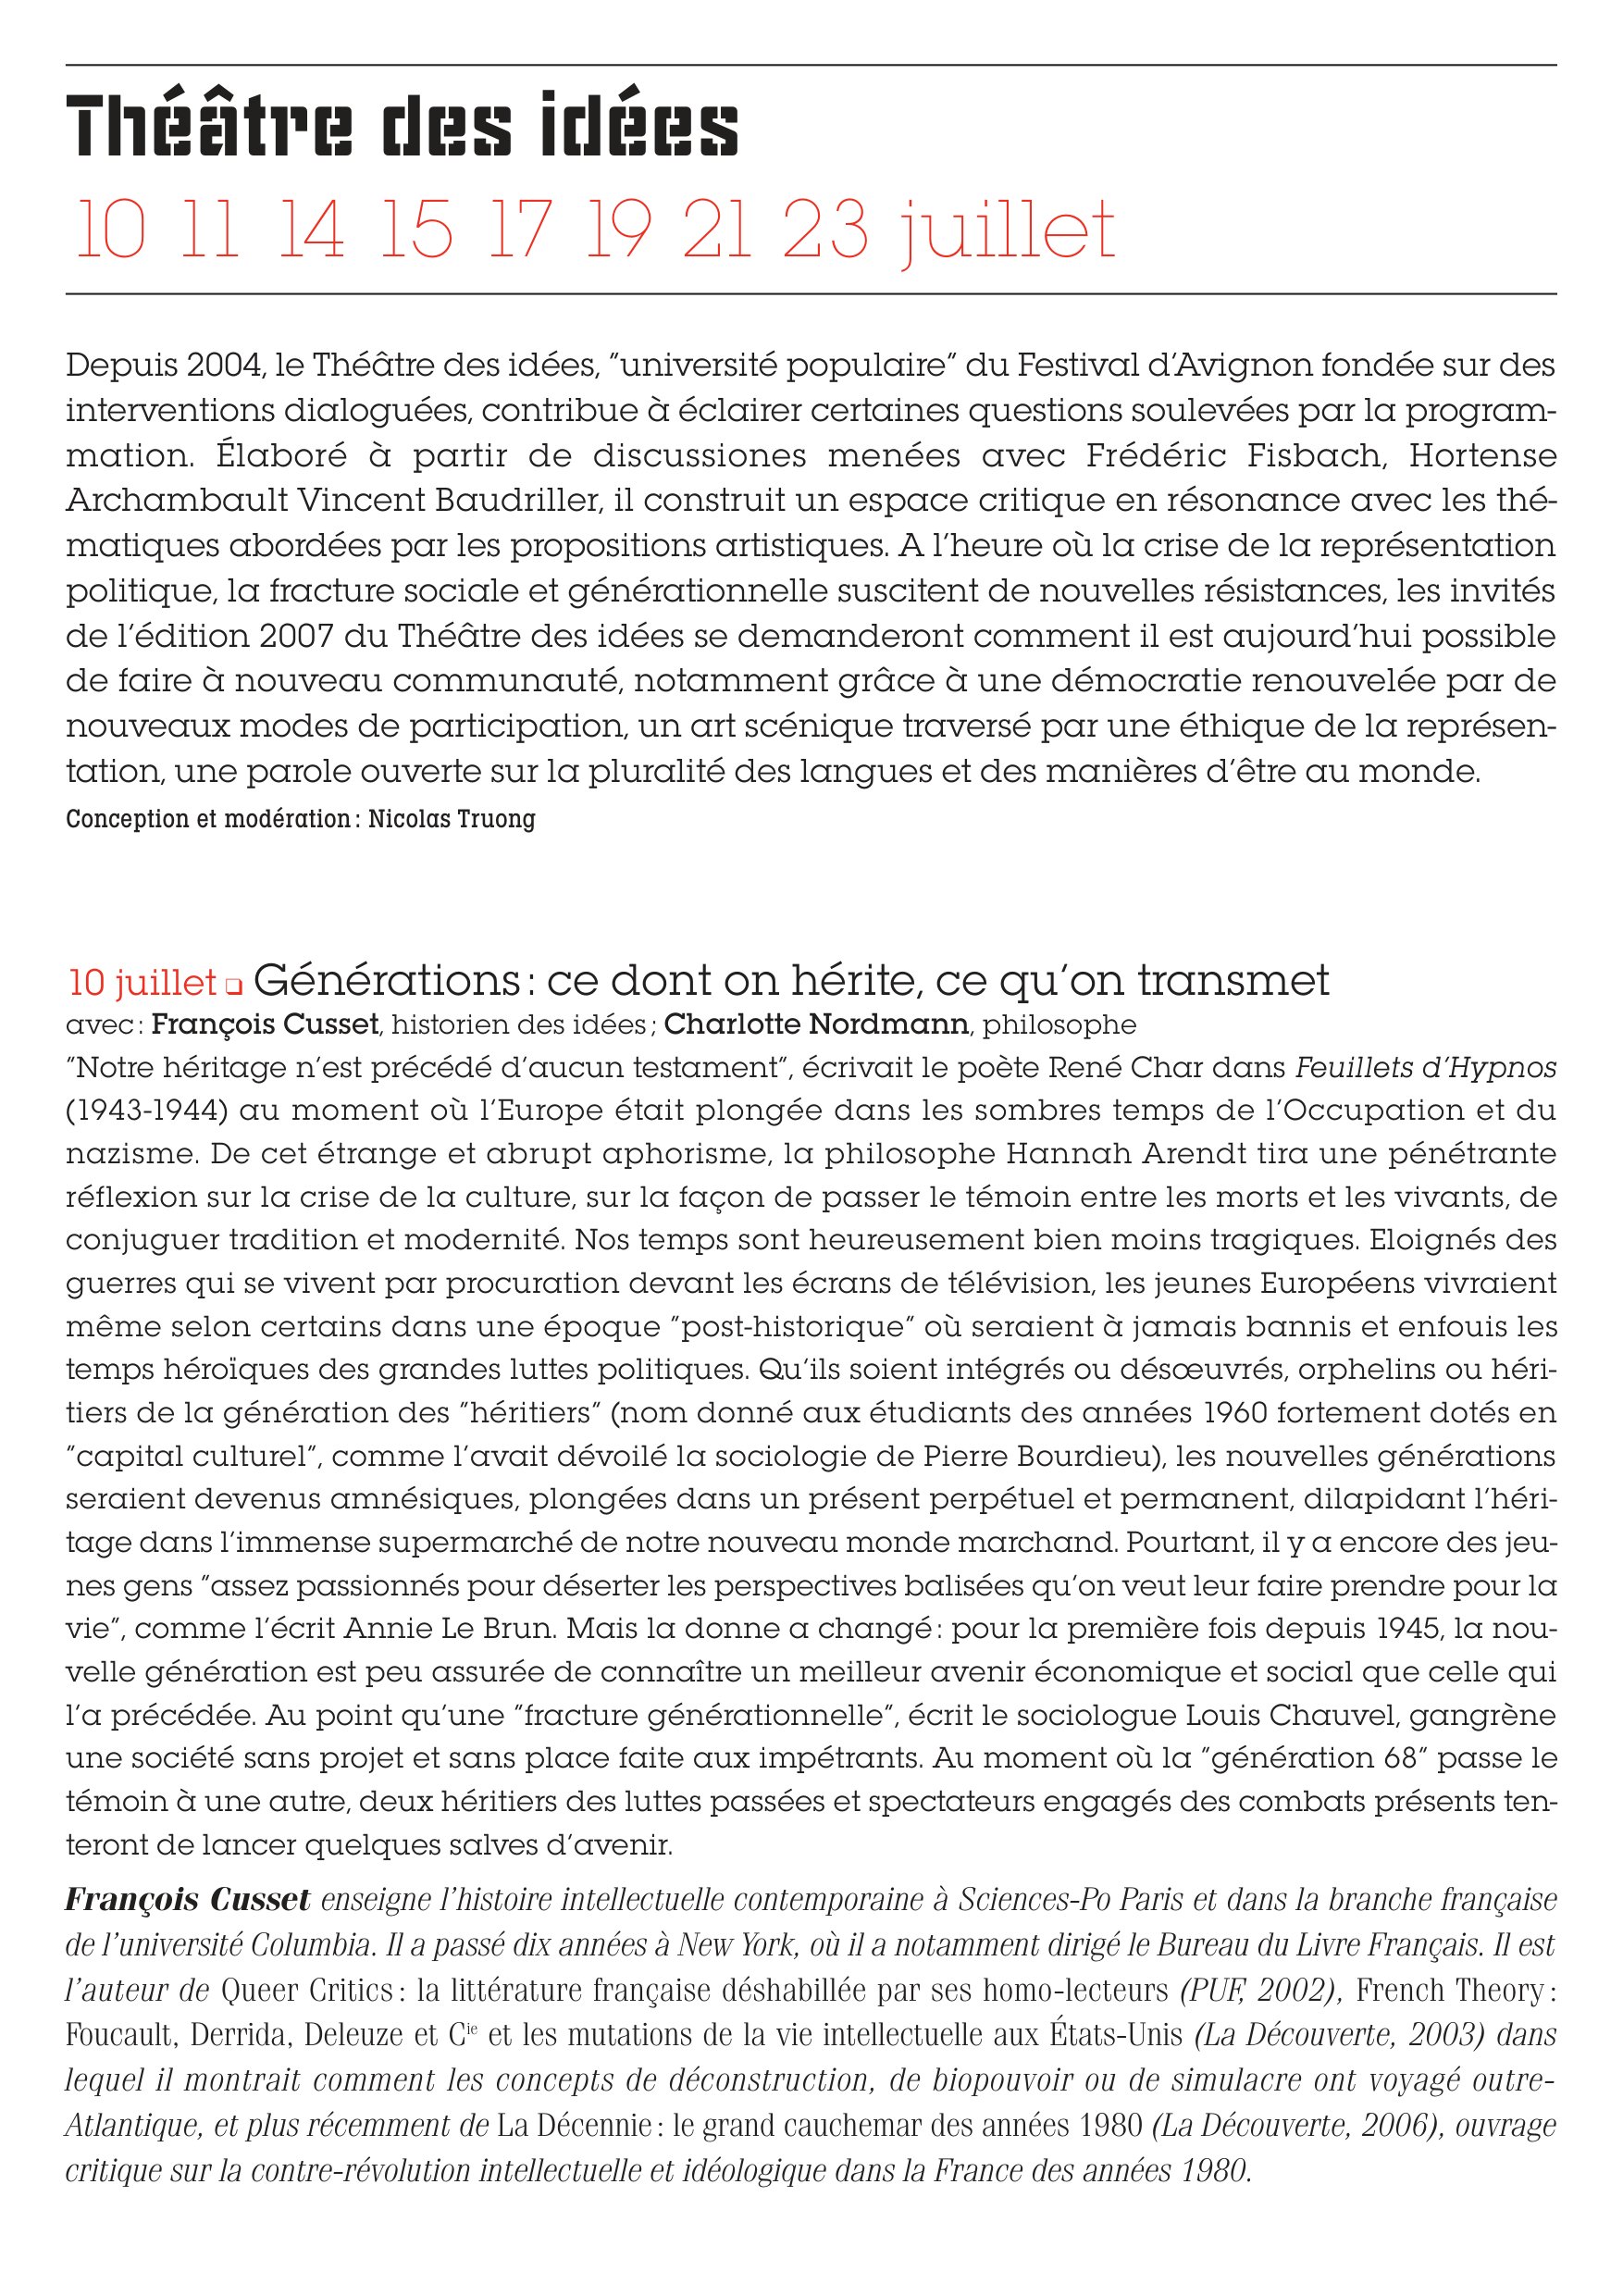 Théâtre des idées
10 11 14 15 17 19 21 23 juillet
Depuis 2004, le Théâtre des idées, "université populaire" du Festival d'Avignon fondée sur des
interventions dialoguées, contribue à éclairer certaines questions soulevées par la program-
mation. Élaboré à partir de discussiones menées avec Frédéric Fisbach, Hortense
Archambault Vincent Baudriller, il construit un espace critique en résonance avec les thé-
matiques abordées par les propositions artistiques. A l'heure où la crise de la représentation
politique, la fracture sociale et générationnelle suscitent de nouvelles résistances, les invités
de l'édition 2007 du Théâtre des idées se demanderont comment il est aujourd'hui possible
de faire à nouveau communauté, notamment grâce à une démocratie renouvelée par de
nouveaux modes de participation, un art scénique traversé par une éthique de la représen-
tation, une parole ouverte sur la pluralité des langues et des manières d'être au monde.
Conception et modération : Nicolas Truong
10 juillet ❑ Générations : ce dont on hérite, ce qu'on transmet
avec : François Cusset, historien des idées ; Charlotte Nordmann, philosophe
"Notre héritage n'est précédé d'aucun testament", écrivait le poète René Char dans Feuillets d'Hypnos
(1943-1944) au moment où l'Europe était plongée dans les sombres temps de l'Occupation et du
nazisme. De cet étrange et abrupt aphorisme, la philosophe Hannah Arendt tira une pénétrante
réflexion sur la crise de la culture, sur la façon de passer le témoin entre les morts et les vivants, de
conjuguer tradition et modernité. Nos temps sont heureusement bien moins tragiques. Eloignés des
guerres qui se vivent par procuration devant les écrans de télévision, les jeunes Européens vivraient
même selon certains dans une époque "post-historique" où seraient à jamais bannis et enfouis les
temps héroïques des grandes luttes politiques. Qu'ils soient intégrés ou désœuvrés, orphelins ou héri-
tiers de la génération des "héritiers" (nom donné aux étudiants des années 1960 fortement dotés en
"capital culturel", comme l'avait dévoilé la sociologie de Pierre Bourdieu), les nouvelles générations
seraient devenus amnésiques, plongées dans un présent perpétuel et permanent, dilapidant l'héri-
tage dans l'immense supermarché de notre nouveau monde marchand. Pourtant, il y a encore des jeu-
nes gens "assez passionnés pour déserter les perspectives balisées qu'on veut leur faire prendre pour la
vie", comme l'écrit Annie Le Brun. Mais la donne a changé : pour la première fois depuis 1945, la nou-
velle génération est peu assurée de connaître un meilleur avenir économique et social que celle qui
l'a précédée. Au point qu'une "fracture générationnelle", écrit le sociologue Louis Chauvel, gangrène
une société sans projet et sans place faite aux impétrants. Au moment où la "génération 68" passe le
témoin à une autre, deux héritiers des luttes passées et spectateurs engagés des combats présents ten-
teront de lancer quelques salves d'avenir.
François Cusset enseigne l'histoire intellectuelle contemporaine à Sciences-Po Paris et dans la branche française
de l'université Columbia. Il a passé dix années à New York, où il a notamment dirigé le Bureau du Livre Français. Il est
l'auteur de Queer Critics : la littérature française déshabillée par ses homo-lecteurs (PUF, 2002), French Theory :
Foucault, Derrida, Deleuze et Cie et les mutations de la vie intellectuelle aux États-Unis (La Découverte, 2003) dans
lequel il montrait comment les concepts de déconstruction, de biopouvoir ou de simulacre ont voyagé outre-
Atlantique, et plus récemment de La Décennie : le grand cauchemar des années 1980 (La Découverte, 2006), ouvrage
critique sur la contre-révolution intellectuelle et idéologique dans la France des années 1980.